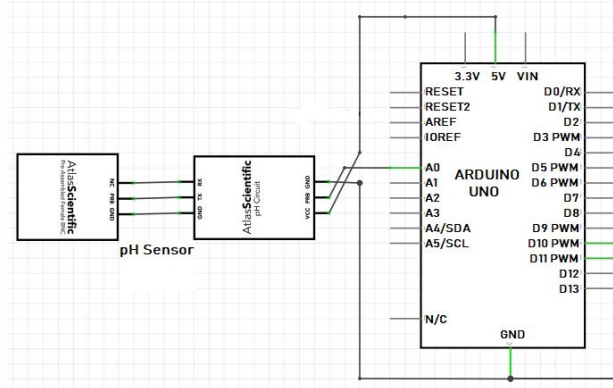 3.3V 5V VIN
RESET
RESET2
AREF
IOREF
A0
A1
A2
A3
A4/SDA
A5/SCL
N/C
ARDUINO
UNO
D0/RX
D1/TX
D2
D3 PWM
D4
D5 PWM
D6 PWM
D7
D8
D9 PWM
D10 PWM
D11 PWM
D12
D13
GND
AtlasScientific
Pre-Assembled Female BNC
NC
PRB
GND
RX
TX
GND
AtlasScientific
pH Circuit
GND
PRB
VCC
pH Sensor